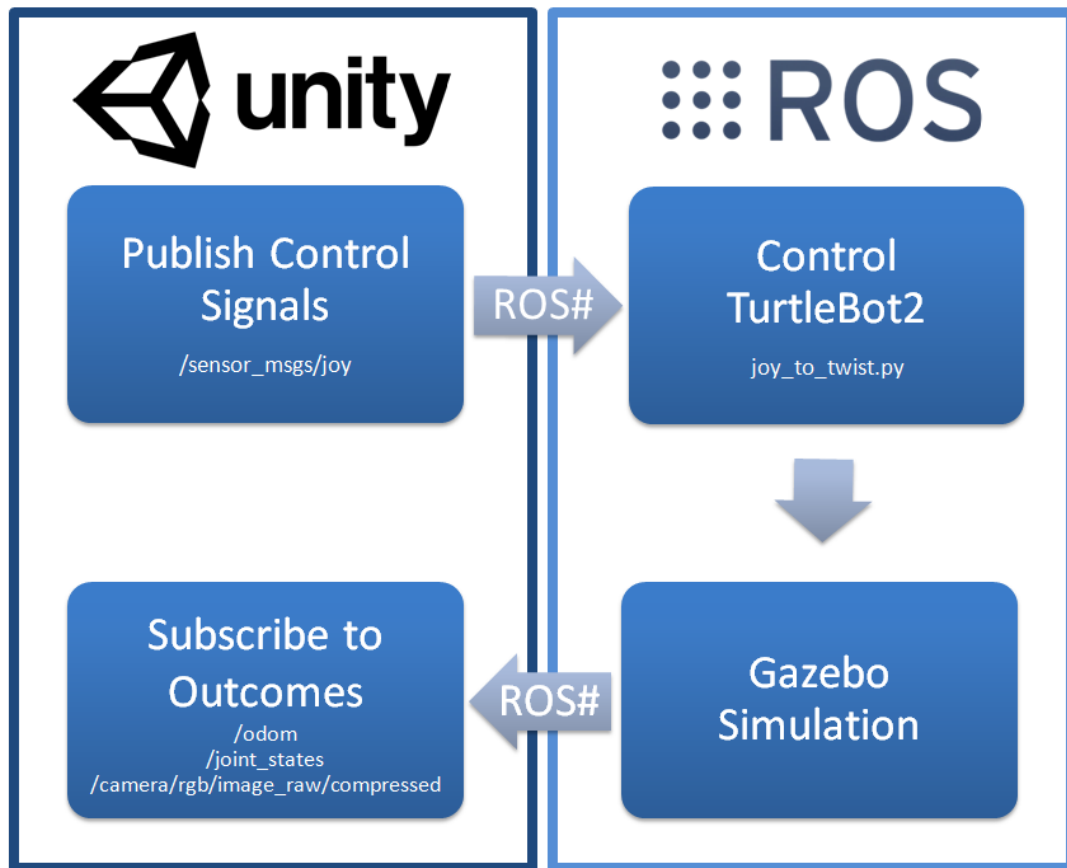 unity
ROS
Publish Control
Signals
/sensor_msgs/joy
ROS#
Control
TurtleBot2
joy_to_twist.py
Subscribe to
Outcomes
/odom
/joint_states
/camera/rgb/image_raw/compressed
ROS#
Gazebo
Simulation